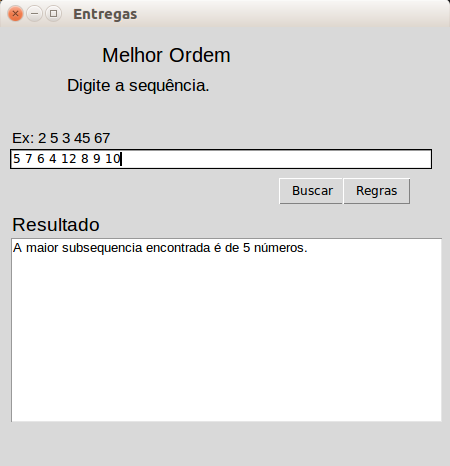 Entregas
Melhor Ordem
Digite a sequência.
Ex: 2 5 3 45 67
5 7 6 4 12 8 9 10
Buscar Regras
Resultado
A maior subsequencia encontrada é de 5 números.